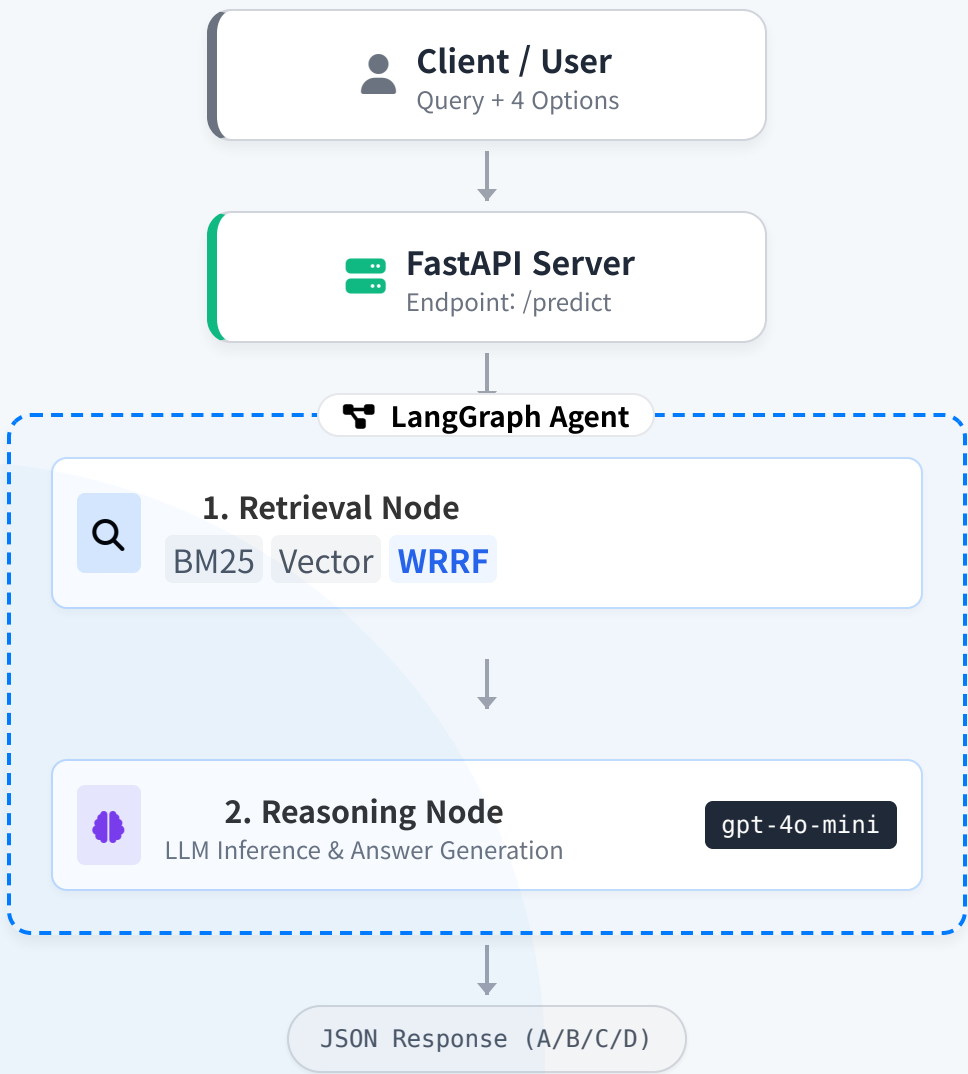 Client / User
Query + 4 Options
FastAPI Server
Endpoint: /predict
LangGraph Agent
1. Retrieval Node
BM25 Vector WRRF
2. Reasoning Node
LLM Inference & Answer Generation
gpt-4o-mini
JSON Response (A/B/C/D)